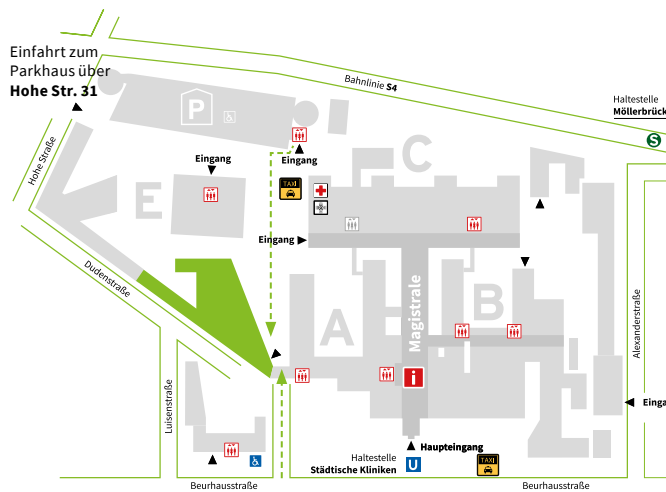 Einfahrt zum
Parkhaus über
Hohe Str. 31
Bahnlinie S4
Haltestelle
Möllerbrück
S
P
Hohe Straße
Eingang
Eingang
TAXI
C
E
Eingang
Dudenstraße
Magistrale
A
B
Alexanderstraße
i
Luisenstraße
Einga
Haupteingang
Haltestelle
Städtische Kliniken
U
TAXI
Beurhausstraße
Beurhausstraße